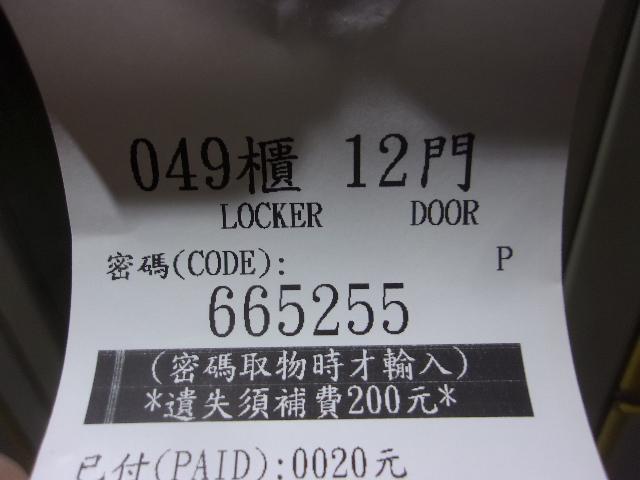 049櫃 12門
LOCKER DOOR
密碼(CODE): P
665255
(密碼取物時才輸入)
*遺失須補費200元*
已付(PAID):0020元